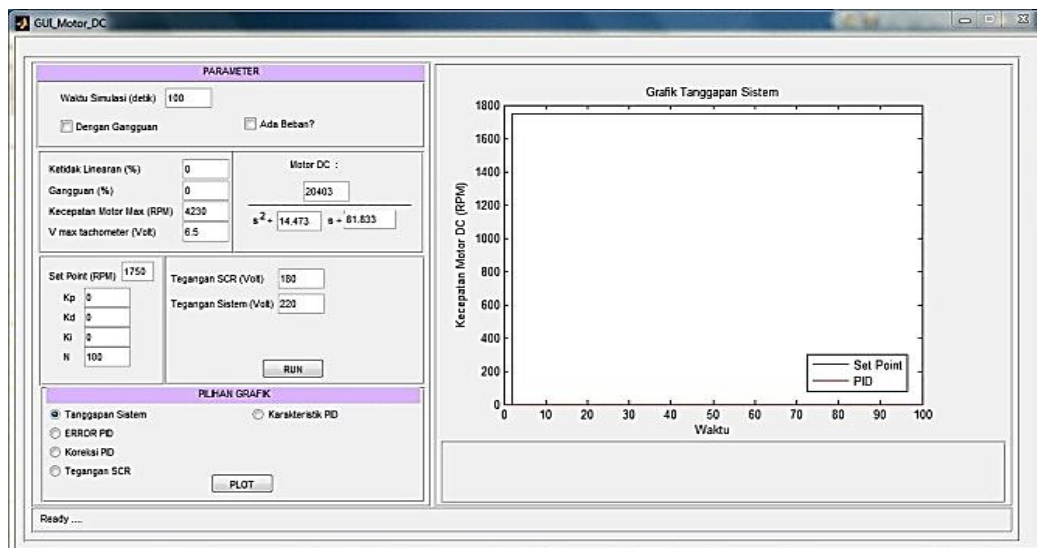 GUI_Motor_DC
PARAMETER
Waktu Simulasi (detik) 100
Dengan Gangguan
Ada Beban?
Ketidak Linearan (%) 0
Gangguan (%) 0
Kecepatan Motor Max (RPM) 4230
V max tachometer (Volt) 6.5
Motor DC :
20403
s2 + 14.473 s + 61.833
Set Point (RPM) 1750
Kp 0
Kd 0
Ki 0
N 100
Tegangan SCR (Volt) 180
Tegangan Sistem (Volt) 220
RUN
PILIHAN GRAFIK
Tanggapan Sistem
Karakteristik PID
ERROR PID
Koreksi PID
Tegangan SCR
PLOT
Ready ....
Grafik Tanggapan Sistem
Kecepatan Motor DC (RPM)
1800
1600
1400
1200
1000
800
600
400
200
0
0 10 20 30 40 50 60 70 80 90 100
Waktu
Set Point
PID